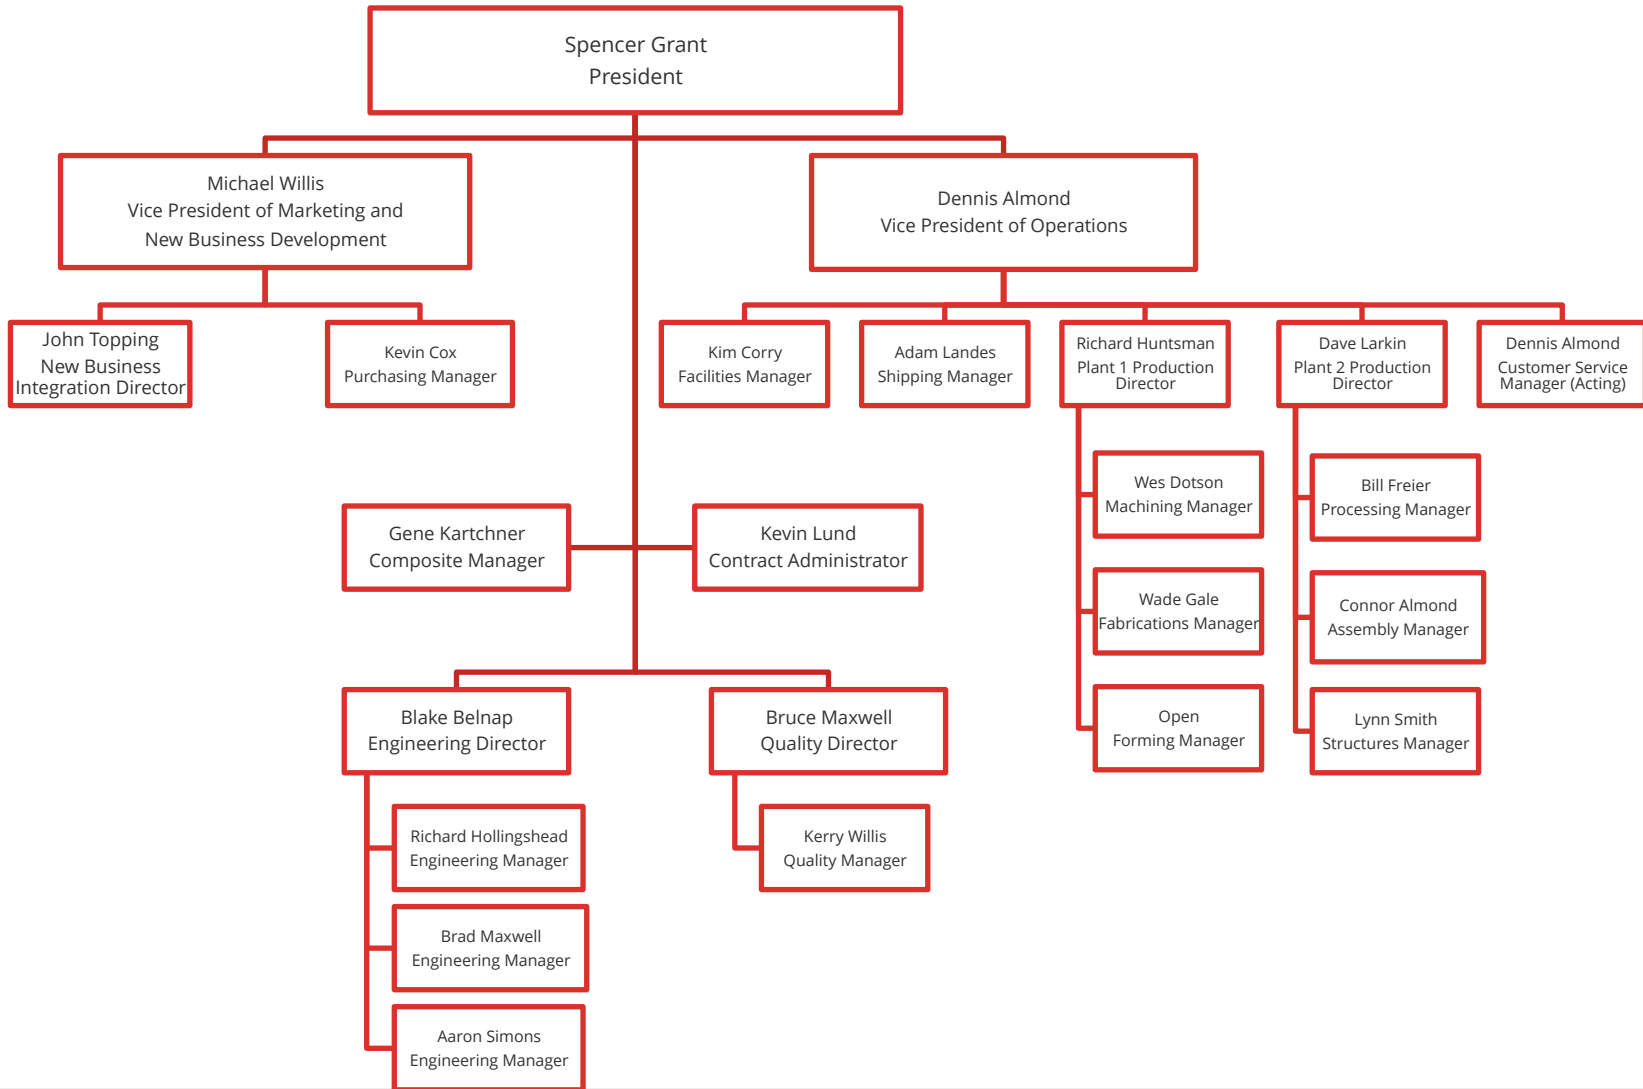 Spencer Grant
President
Michael Willis
Vice President of Marketing and
New Business Development
Dennis Almond
Vice President of Operations
John Topping
New Business
Integration Director
Kevin Cox
Purchasing Manager
Kim Corry
Facilities Manager
Adam Landes
Shipping Manager
Richard Huntsman
Plant 1 Production
Director
Dave Larkin
Plant 2 Production
Director
Dennis Almond
Customer Service
Manager (Acting)
Wes Dotson
Machining Manager
Bill Freier
Processing Manager
Gene Kartchner
Composite Manager
Kevin Lund
Contract Administrator
Wade Gale
Fabrications Manager
Connor Almond
Assembly Manager
Blake Belnap
Engineering Director
Bruce Maxwell
Quality Director
Open
Forming Manager
Lynn Smith
Structures Manager
Richard Hollingshead
Engineering Manager
Kerry Willis
Quality Manager
Brad Maxwell
Engineering Manager
Aaron Simons
Engineering Manager